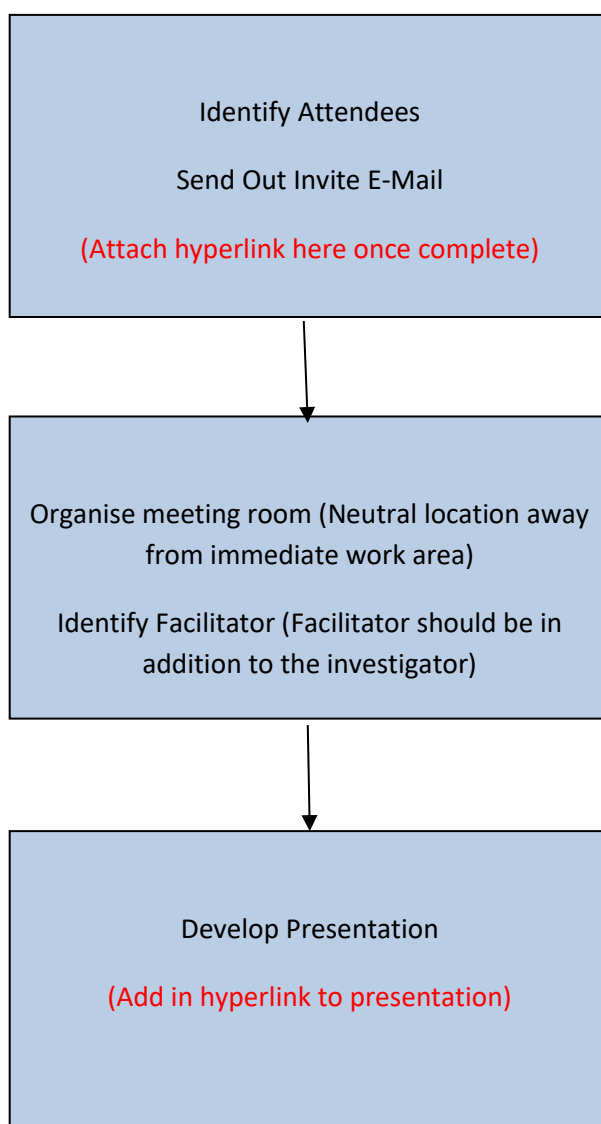 Identify Attendees
Send Out Invite E-Mail
(Attach hyperlink here once complete)
Organise meeting room (Neutral location away
from immediate work area)
Identify Facilitator (Facilitator should be in
addition to the investigator)
Develop Presentation
(Add in hyperlink to presentation)